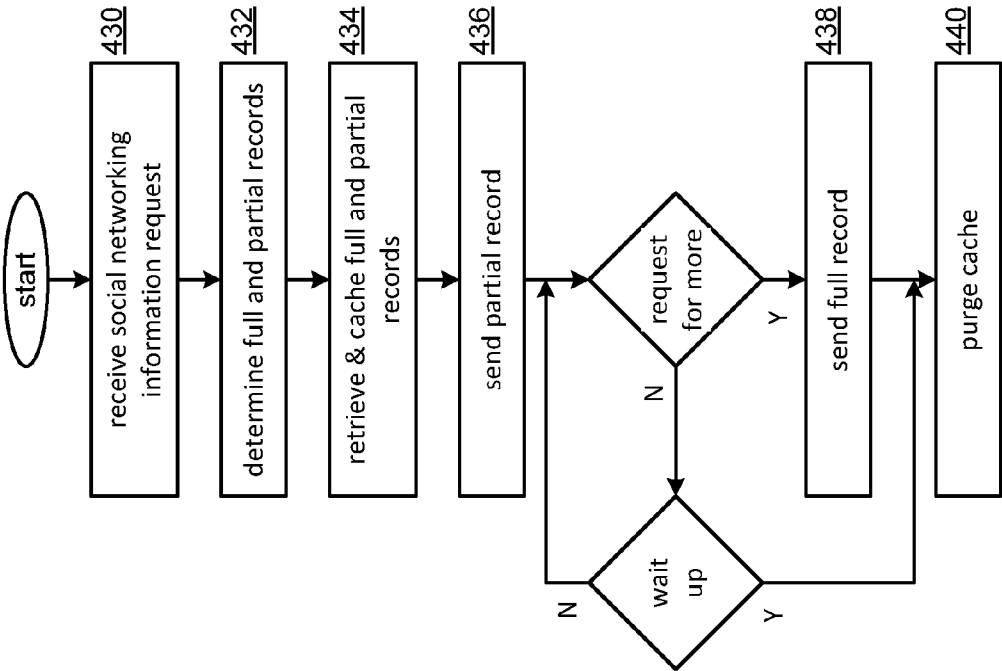 start
430
receive social networking
information request
432
determine full and partial records
434
retrieve & cache full and partial
records
436
send partial record
request
for more
N
Y
wait
up
N
Y
438
send full record
440
purge cache